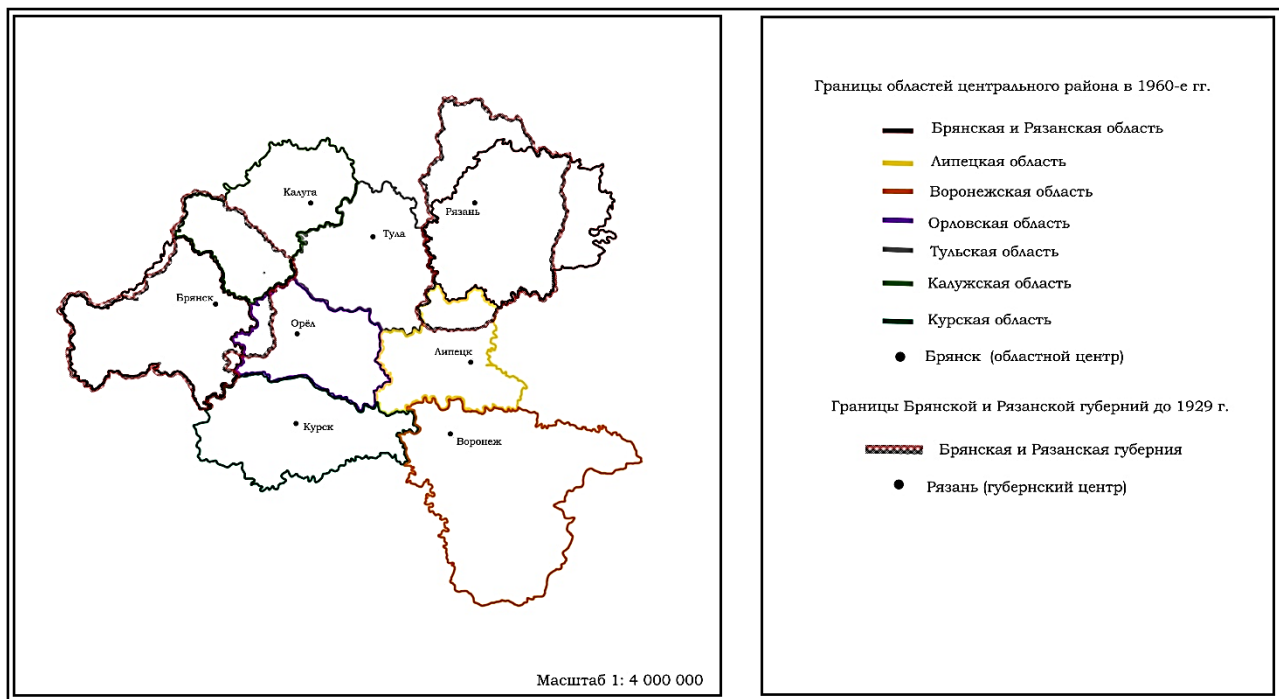 Калуга
Тула
Рязань
Брянск
Орёл
Липецк
Курск
Воронеж
Масштаб 1: 4 000 000
Границы областей центрального района в 1960-е гг.
Брянская и Рязанская область
Липецкая область
Воронежская область
Орловская область
Тульская область
Калужская область
Курская область
Брянск (областной центр)
Границы Брянской и Рязанской губерний до 1929 г.
Брянская и Рязанская губерния
Рязань (губернский центр)